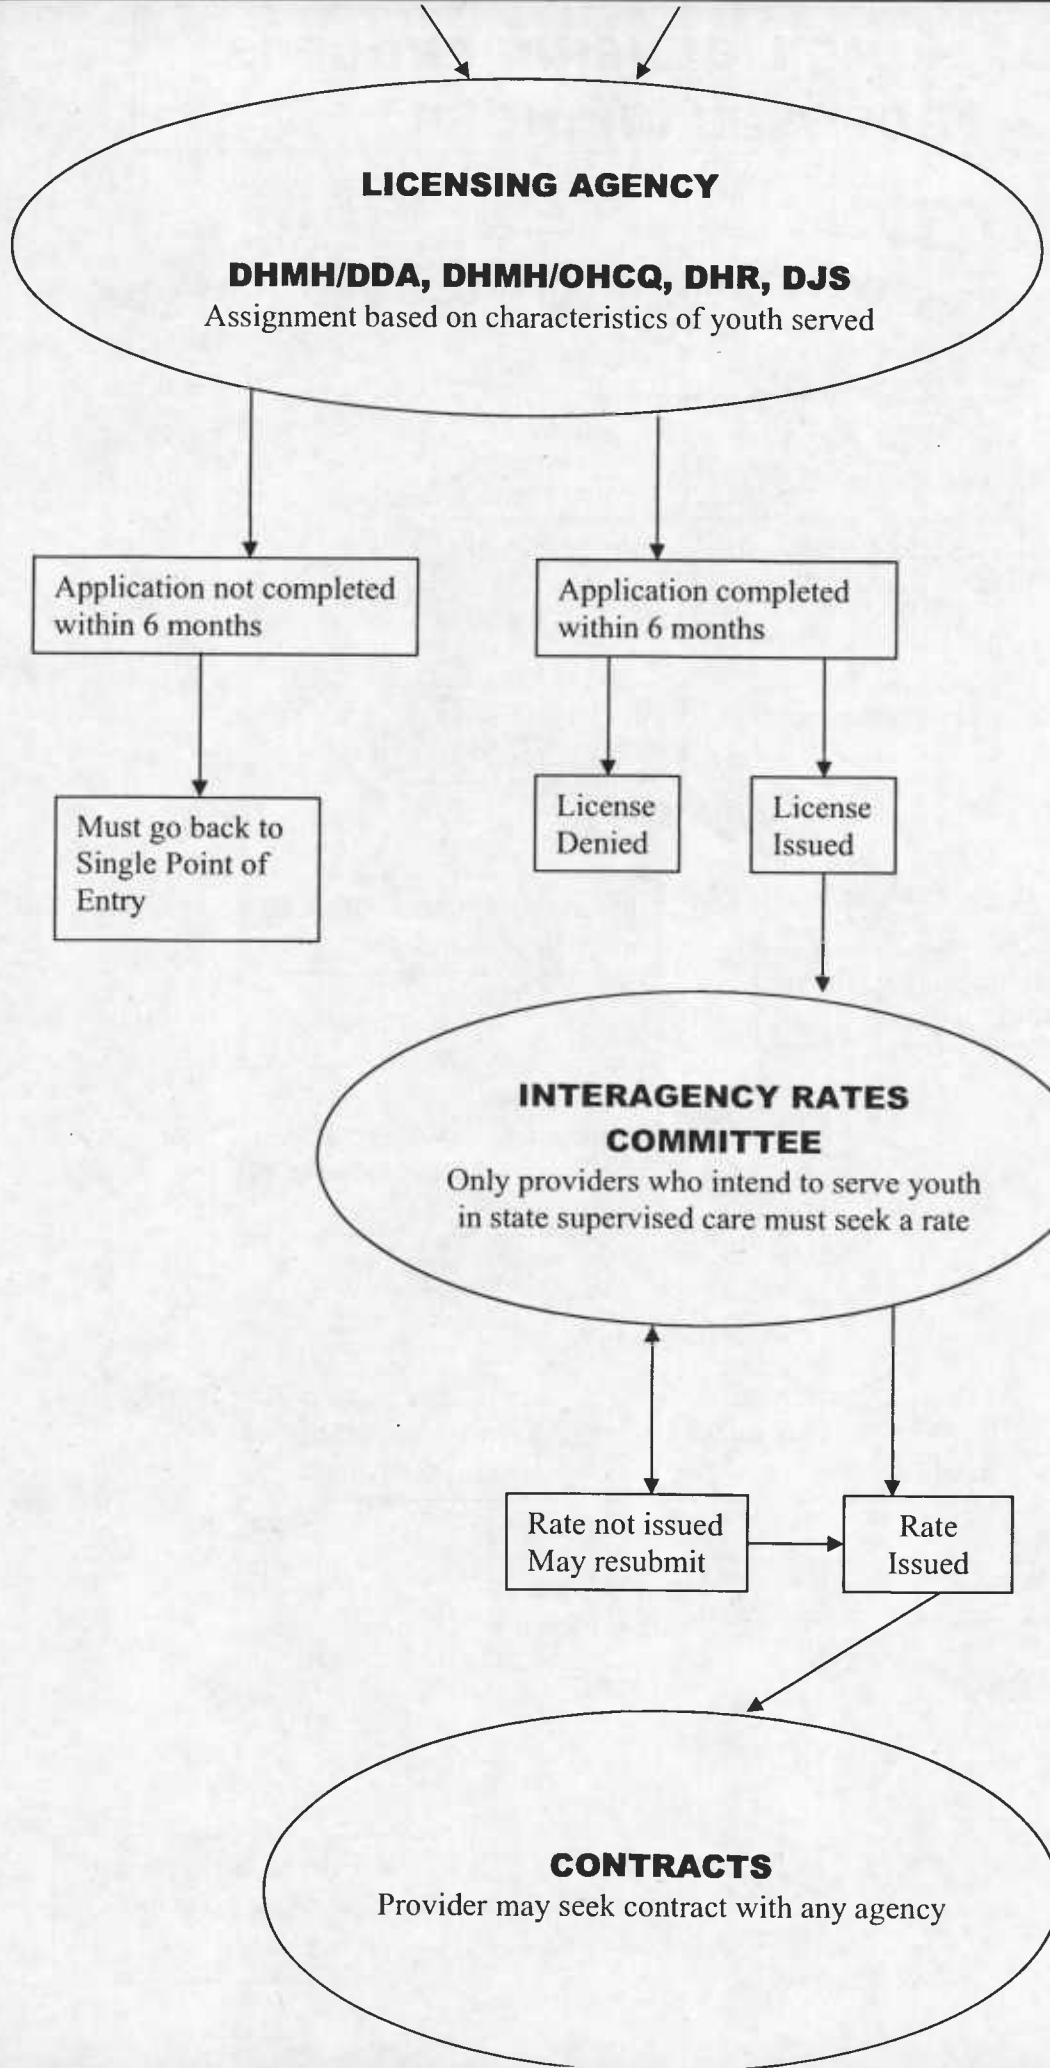 LICENSING AGENCY
DHMH/DDA, DHMH/OHCQ, DHR, DJS
Assignment based on characteristics of youth served
Application not completed
within 6 months
Application completed
within 6 months
Must go back to
Single Point of
Entry
License
Denied
License
Issued
INTERAGENCY RATES
COMMITTEE
Only providers who intend to serve youth
in state supervised care must seek a rate
Rate not issued
May resubmit
Rate
Issued
CONTRACTS
Provider may seek contract with any agency